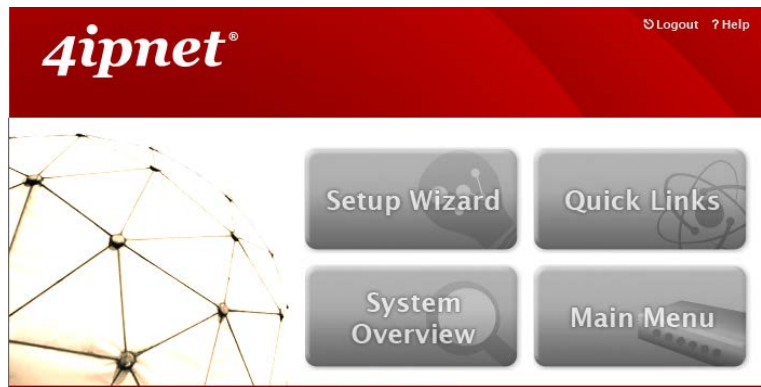 4ipnet®
Logout ? Help
Setup Wizard
Quick Links
System
Overview
Main Menu